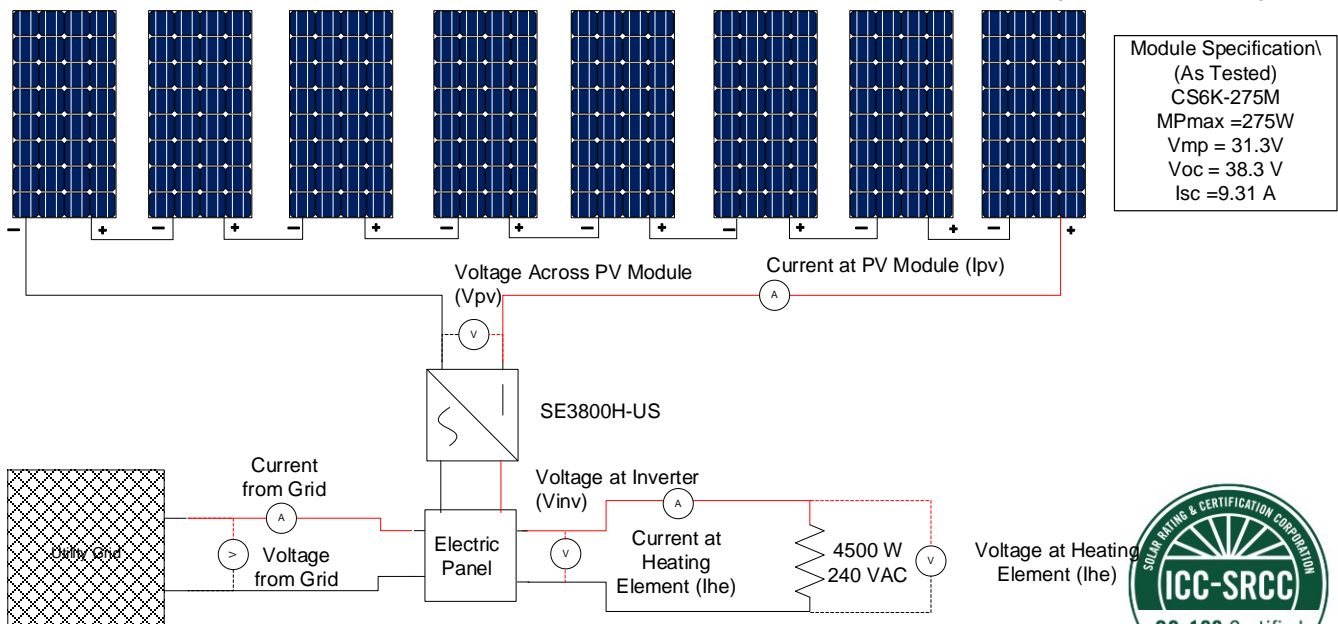 Module Specification\
(As Tested)
CS6K-275M
MPmax =275W
Vmp = 31.3V
Voc = 38.3 V
Isc =9.31 A
− + − + − + − + − + − + − + − +
Voltage Across PV Module
(Vpv)
Current at PV Module (Ipv)
A
V
SE3800H-US
Current
from Grid
A
Voltage at Inverter
(Vinv)
A
Utility Grid
V
Voltage
from Grid
Electric
Panel
V
Current at
Heating
Element (Ihe)
4500 W
240 VAC
V
Voltage at Heating
Element (Ihe)
SOLAR RATING & CERTIFICATION CORPORATION
ICC-SRCC